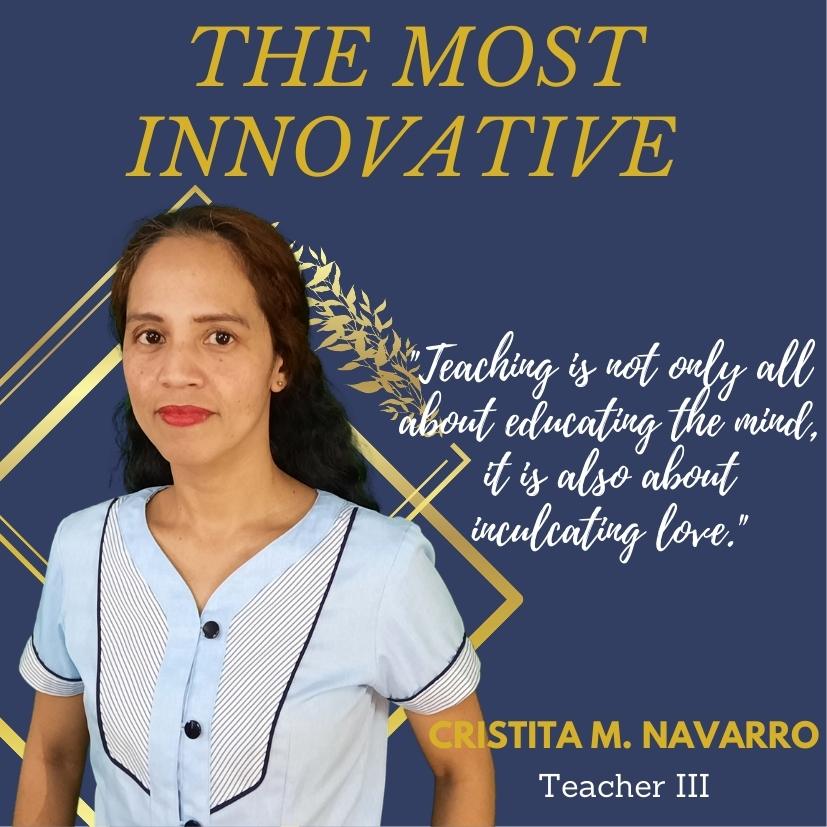 THE MOST
INNOVATIVE
"Teaching is not only all
about educating the mind,
it is also about
inculcating love."
CRISTITA M. NAVARRO
Teacher III